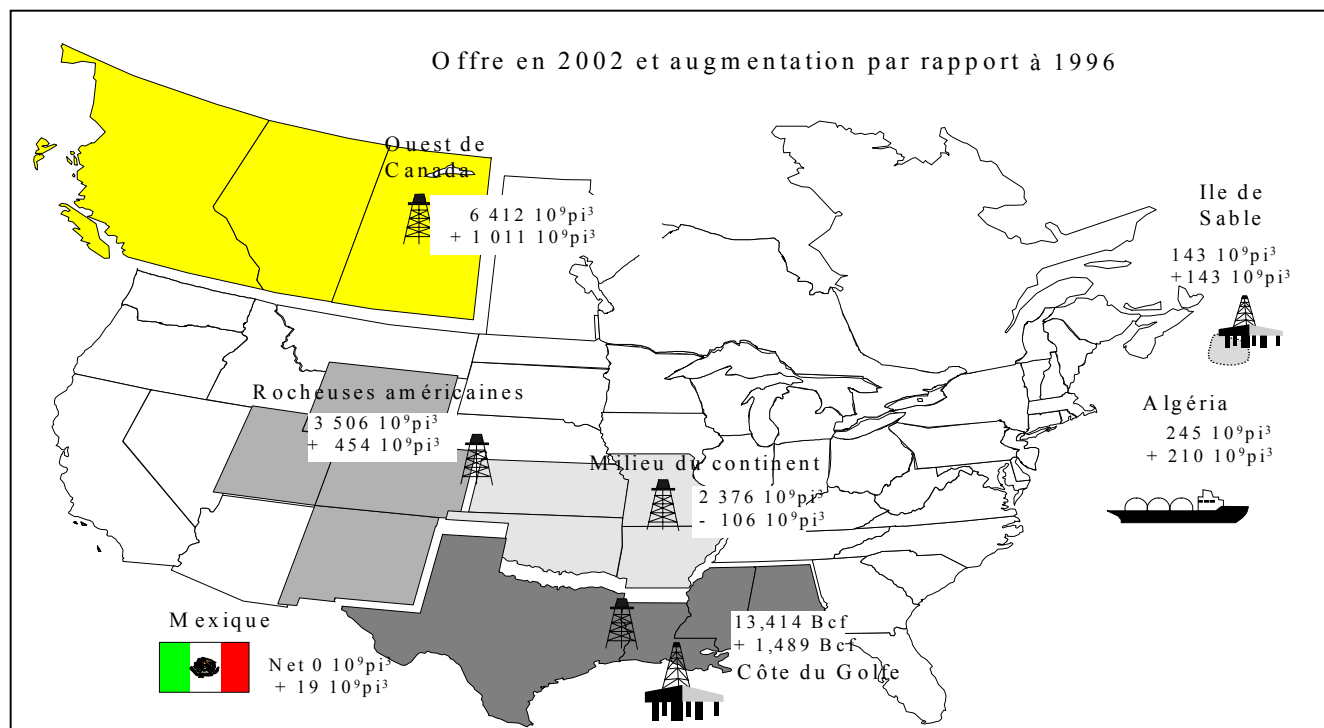 Offre en 2002 et augmentation par rapport à 1996
Ouest de
Canada
6 412 10⁹pi³
+ 1 011 10⁹pi³
Ile de
Sable
143 10⁹pi³
+143 10⁹pi³
Rocheuses américaines
3 506 10⁹pi³
+ 454 10⁹pi³
Algéria
245 10⁹pi³
+ 210 10⁹pi³
Milieu du continent
2 376 10⁹pi³
- 106 10⁹pi³
Mexique
Net 0 10⁹pi³
+ 19 10⁹pi³
13,414 Bcf
+ 1,489 Bcf
Côte du Golfe